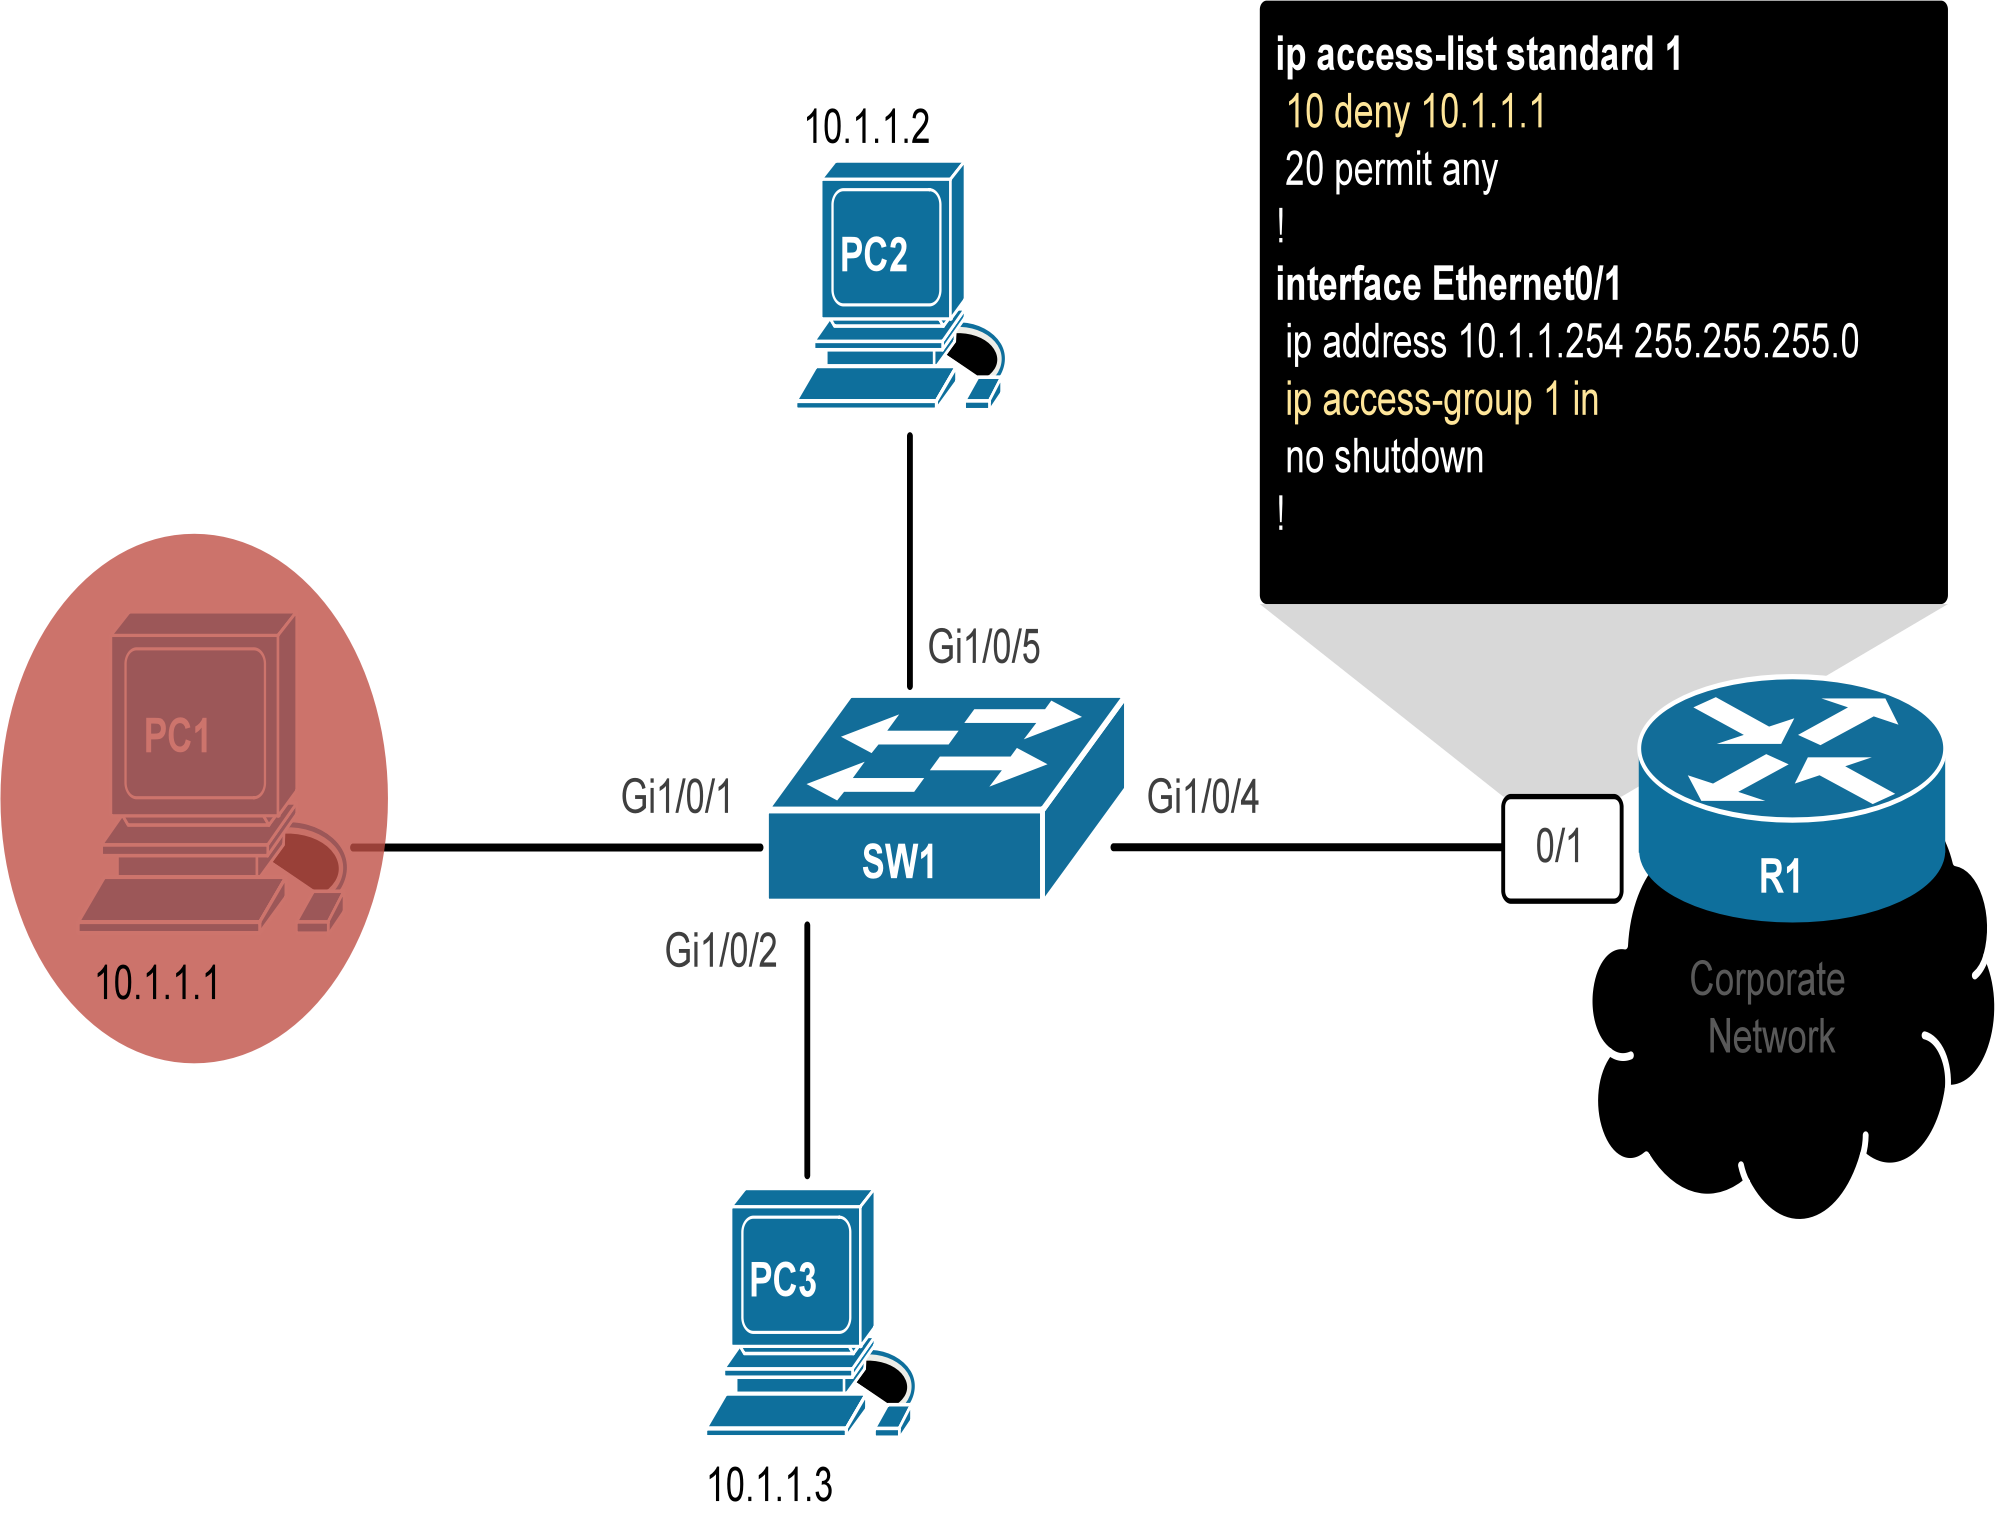 ip access-list standard 1
10 deny 10.1.1.1
20 permit any
!
interface Ethernet0/1
ip address 10.1.1.254 255.255.255.0
ip access-group 1 in
no shutdown
!
10.1.1.2
PC2
Gi1/0/5
PC1
10.1.1.1
Gi1/0/1
SW1
Gi1/0/4
0/1
R1
Gi1/0/2
Corporate
Network
PC3
10.1.1.3